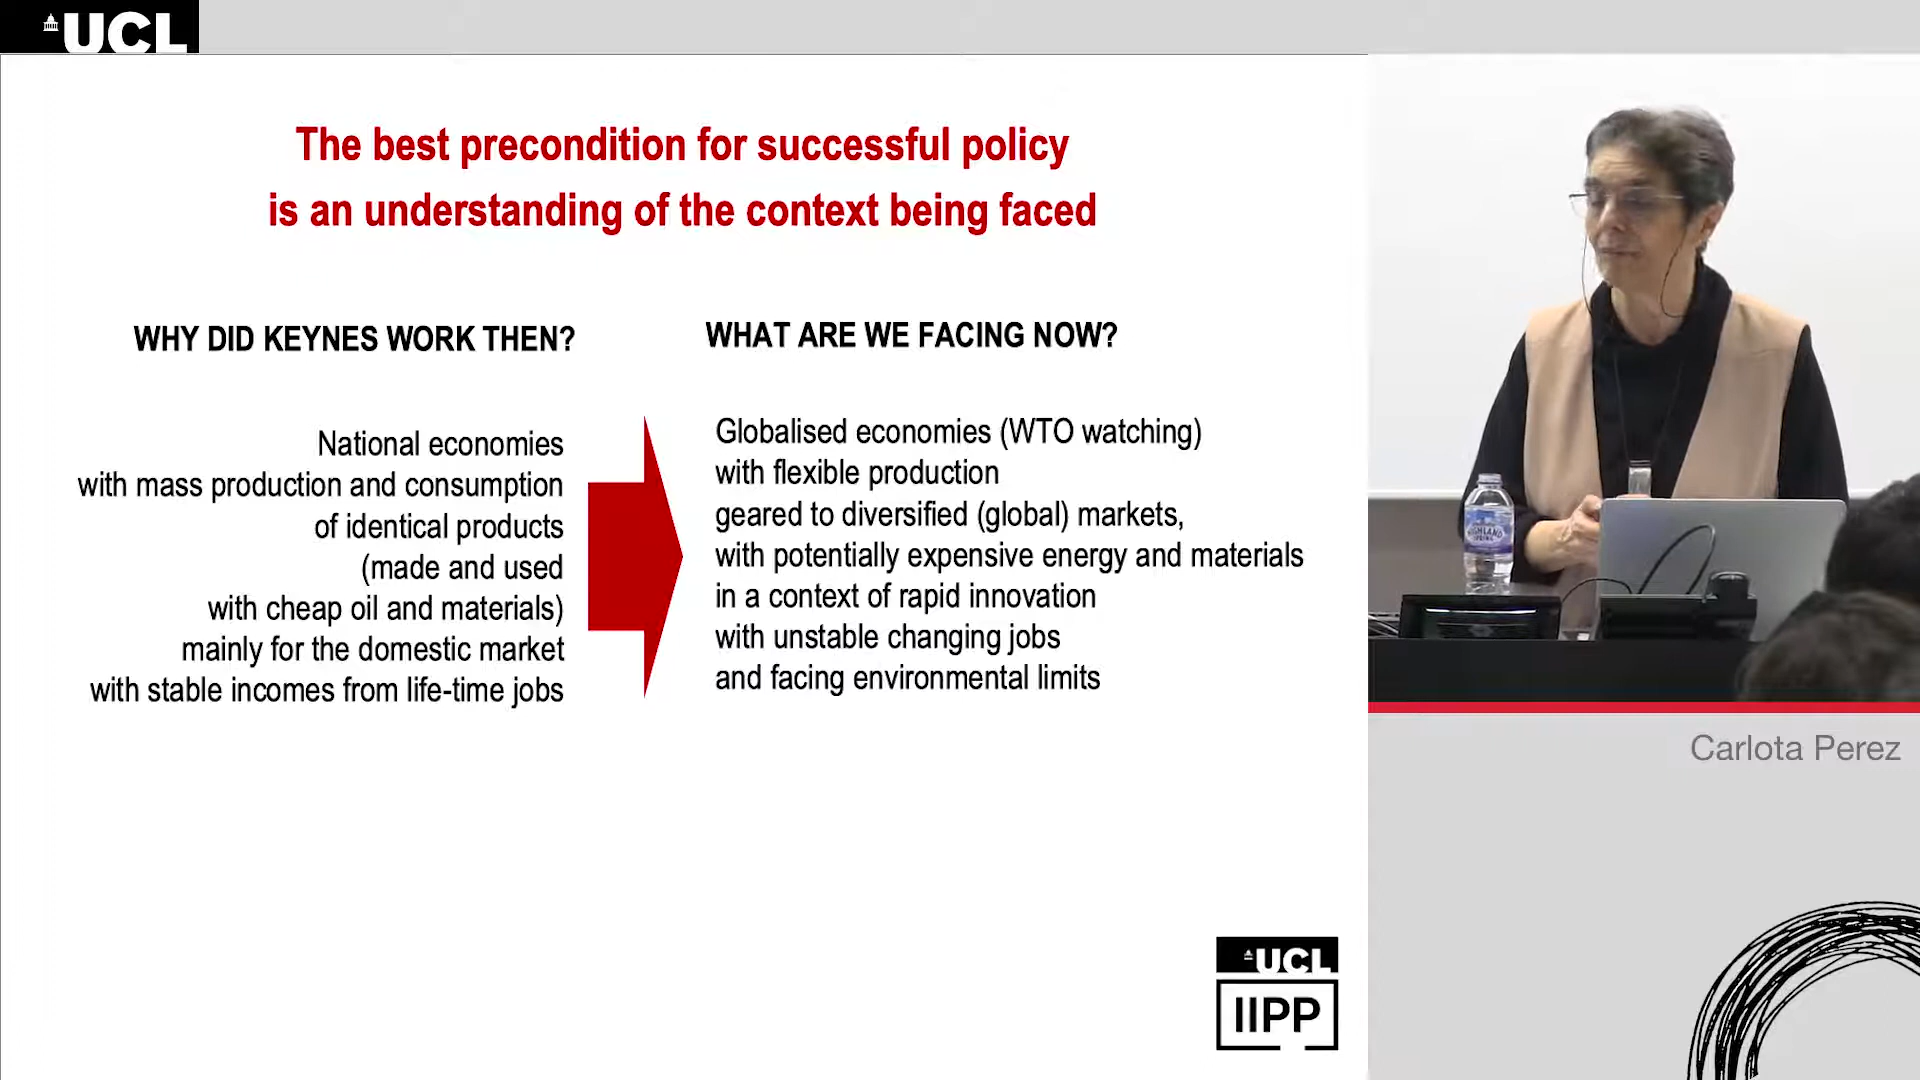 UCL
The best precondition for successful policy
is an understanding of the context being faced
WHY DID KEYNES WORK THEN?
National economies
with mass production and consumption
of identical products
(made and used
with cheap oil and materials)
mainly for the domestic market
with stable incomes from life-time jobs
WHAT ARE WE FACING NOW?
Globalised economies (WTO watching)
with flexible production
geared to diversified (global) markets,
with potentially expensive energy and materials
in a context of rapid innovation
with unstable changing jobs
and facing environmental limits
HIGHLAND
SPRING
Carlota Perez
UCL
IIPP